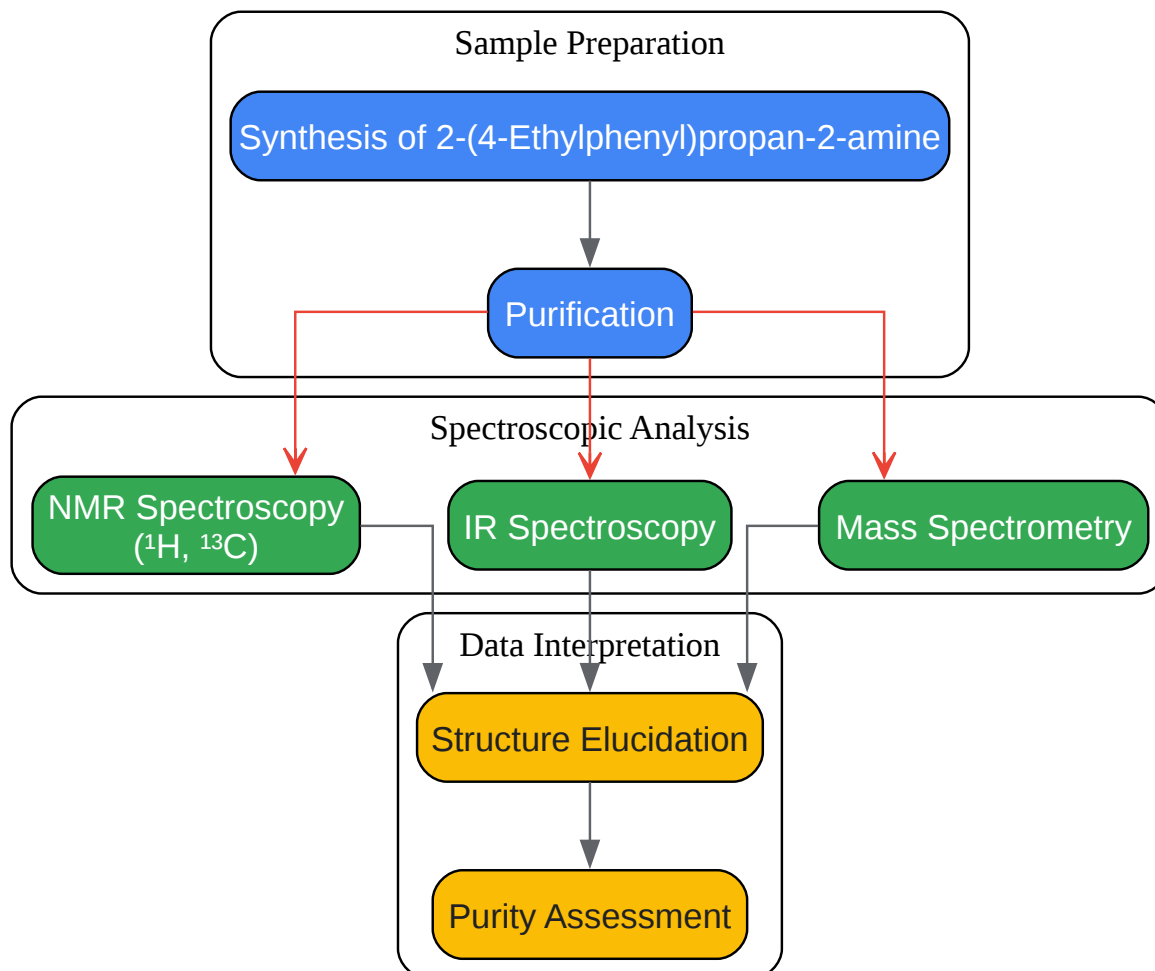 Sample Preparation
Synthesis of 2-(4-Ethylphenyl)propan-2-amine
Purification
Spectroscopic Analysis
NMR Spectroscopy
(¹H, ¹³C)
IR Spectroscopy
Mass Spectrometry
Data Interpretation
Structure Elucidation
Purity Assessment